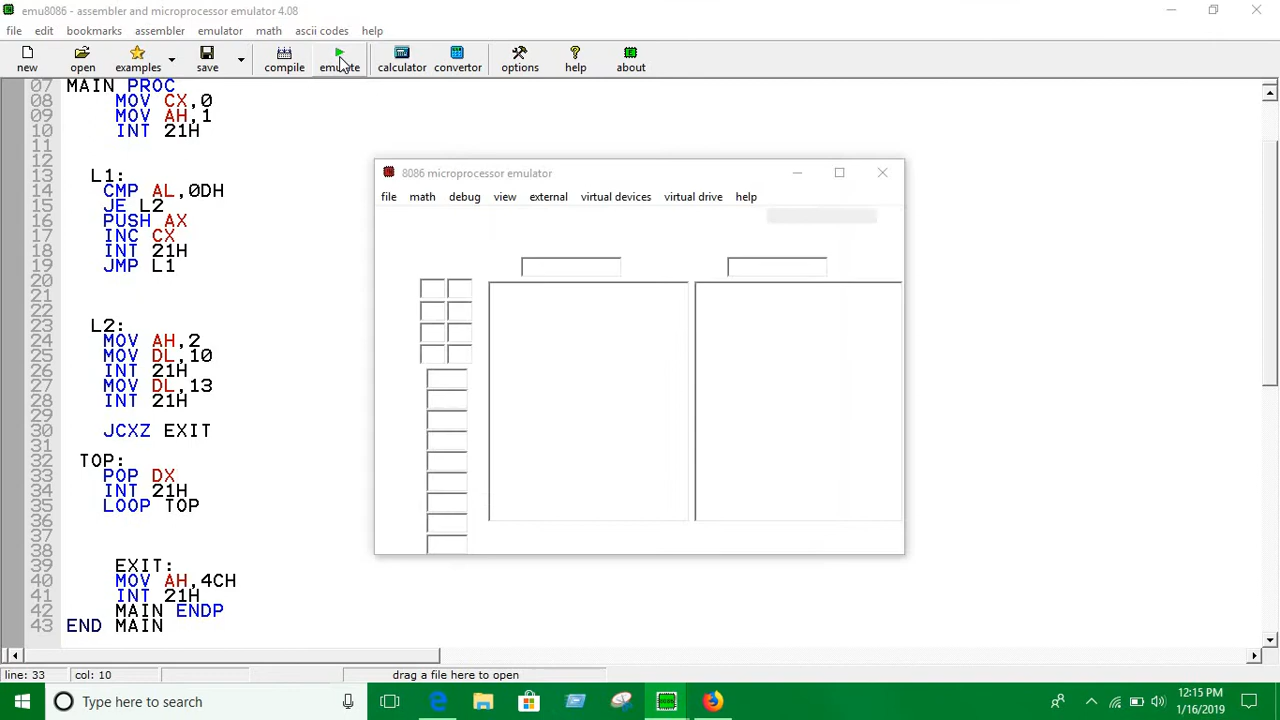 emu8086 - assembler and microprocessor emulator 4.08
file edit bookmarks assembler emulator math ascii codes help
new open examples save compile emulate calculator convertor options help about
07 MAIN PROC
08 MOV CX,0
09 MOV AH,1
10 INT 21H
11
12
13 L1:
14 CMP AL,0DH
15 JE L2
16 PUSH AX
17 INC CX
18 INT 21H
19 JMP L1
20
21
22
23 L2:
24 MOV AH,2
25 MOV DL,10
26 INT 21H
27 MOV DL,13
28 INT 21H
29
30 JCXZ EXIT
31
32 TOP:
33 POP DX
34 INT 21H
35 LOOP TOP
36
37
38
39 EXIT:
40 MOV AH,4CH
41 INT 21H
42 MAIN ENDP
43 END MAIN
8086 microprocessor emulator
file math debug view external virtual devices virtual drive help
line: 33 col: 10 drag a file here to open
Type here to search
12:15 PM
1/16/2019